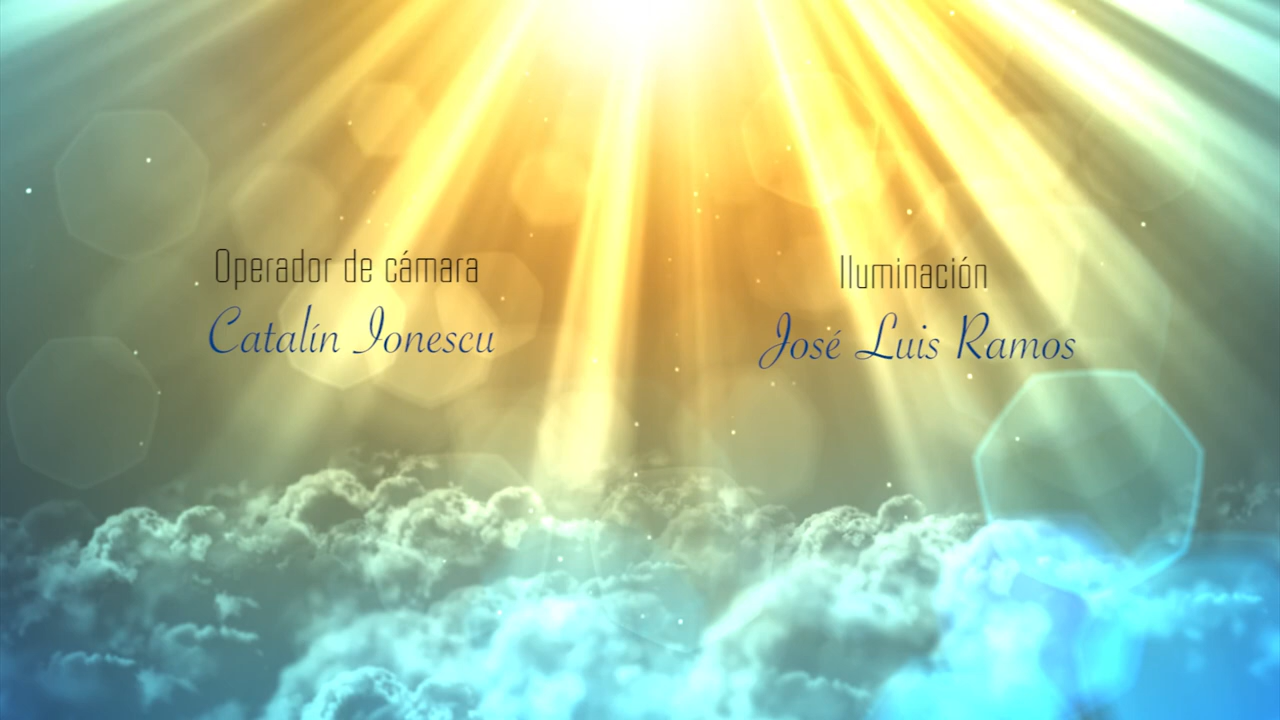 Operador de cámara
Catalín Ionescu
Iluminación
José Luis Ramos